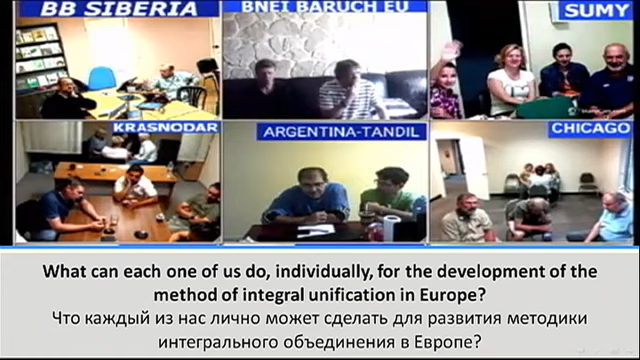 BB SIBERIA
BNEI BARUCH EU
SUMY
KRASNODAR
ARGENTINA-TANDIL
CHICAGO
What can each one of us do, individually, for the development of the
method of integral unification in Europe?
Что каждый из нас лично может сделать для развития методики
интегрального объединения в Европе?